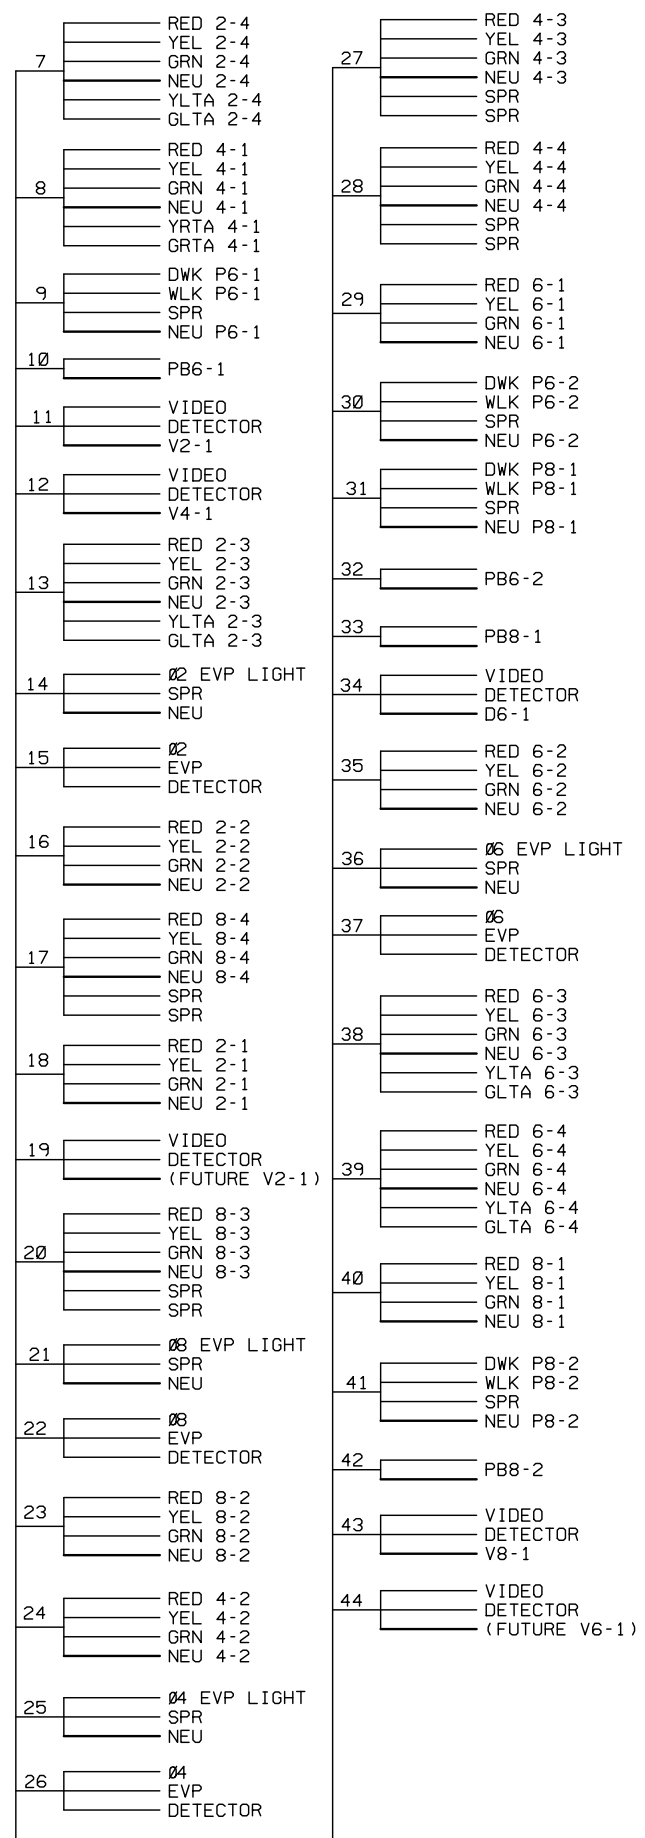 7
RED 2-4
YEL 2-4
GRN 2-4
NEU 2-4
YLTA 2-4
GLTA 2-4
8
RED 4-1
YEL 4-1
GRN 4-1
NEU 4-1
YRTA 4-1
GRTA 4-1
9
DWK P6-1
WLK P6-1
SPR
NEU P6-1
10
PB6-1
11
VIDEO
DETECTOR
V2-1
12
VIDEO
DETECTOR
V4-1
13
RED 2-3
YEL 2-3
GRN 2-3
NEU 2-3
YLTA 2-3
GLTA 2-3
14
Ø2 EVP LIGHT
SPR
NEU
15
Ø2
EVP
DETECTOR
16
RED 2-2
YEL 2-2
GRN 2-2
NEU 2-2
17
RED 8-4
YEL 8-4
GRN 8-4
NEU 8-4
SPR
SPR
18
RED 2-1
YEL 2-1
GRN 2-1
NEU 2-1
19
VIDEO
DETECTOR
(FUTURE V2-1)
20
RED 8-3
YEL 8-3
GRN 8-3
NEU 8-3
SPR
SPR
21
Ø8 EVP LIGHT
SPR
NEU
22
Ø8
EVP
DETECTOR
23
RED 8-2
YEL 8-2
GRN 8-2
NEU 8-2
24
RED 4-2
YEL 4-2
GRN 4-2
NEU 4-2
25
Ø4 EVP LIGHT
SPR
NEU
26
Ø4
EVP
DETECTOR
27
RED 4-3
YEL 4-3
GRN 4-3
NEU 4-3
SPR
SPR
28
RED 4-4
YEL 4-4
GRN 4-4
NEU 4-4
SPR
SPR
29
RED 6-1
YEL 6-1
GRN 6-1
NEU 6-1
30
DWK P6-2
WLK P6-2
SPR
NEU P6-2
31
DWK P8-1
WLK P8-1
SPR
NEU P8-1
32
PB6-2
33
PB8-1
34
VIDEO
DETECTOR
D6-1
35
RED 6-2
YEL 6-2
GRN 6-2
NEU 6-2
36
Ø6 EVP LIGHT
SPR
NEU
37
Ø6
EVP
DETECTOR
38
RED 6-3
YEL 6-3
GRN 6-3
NEU 6-3
YLTA 6-3
GLTA 6-3
39
RED 6-4
YEL 6-4
GRN 6-4
NEU 6-4
YLTA 6-4
GLTA 6-4
40
RED 8-1
YEL 8-1
GRN 8-1
NEU 8-1
41
DWK P8-2
WLK P8-2
SPR
NEU P8-2
42
PB8-2
43
VIDEO
DETECTOR
V8-1
44
VIDEO
DETECTOR
(FUTURE V6-1)